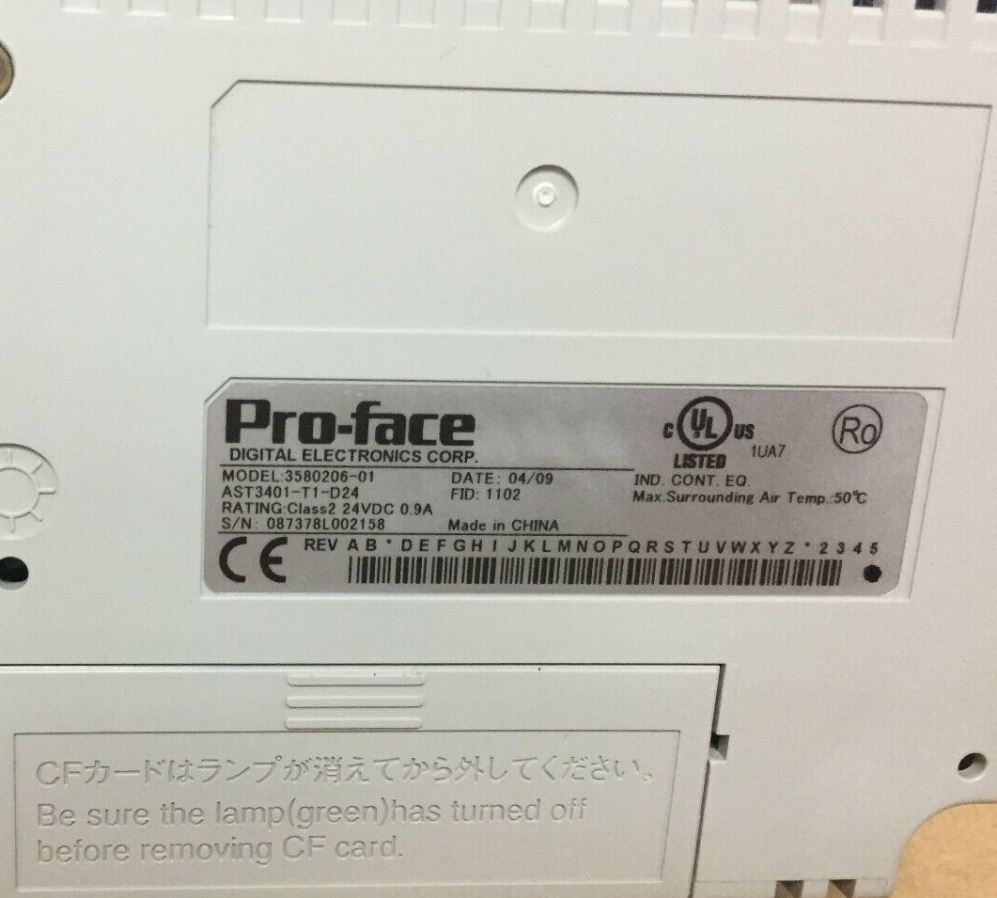 Pro-face
DIGITAL ELECTRONICS CORP.
MODEL:3580206-01
AST3401-T1-D24
RATING:Class2 24VDC 0.9A
S/N: 087378L002158
DATE: 04/09
FID: 1102
Made in CHINA
C UL US
LISTED 1UA7
IND. CONT. EQ.
Max.Surrounding Air Temp.:50℃
Ro
CE
REV A B * D E F G H I J K L M N O P Q R S T U V W X Y Z * 2 3 4 5
CFカードはランプが消えてから外してください。
Be sure the lamp(green)has turned off
before removing CF card.